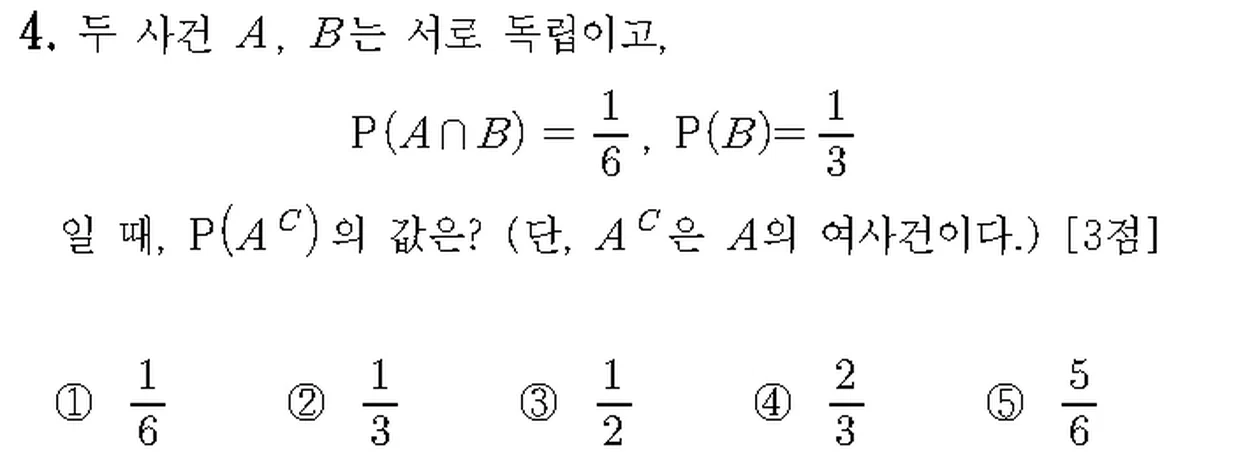 4. 두 사건 A, B는 서로 독립이고,
P(A∩B) = 1/6, P(B)= 1/3
일 때, P(A^C)의 값은? (단, A^C은 A의 여사건이다.) [3점]
① 1/6 ② 1/3 ③ 1/2 ④ 2/3 ⑤ 5/6